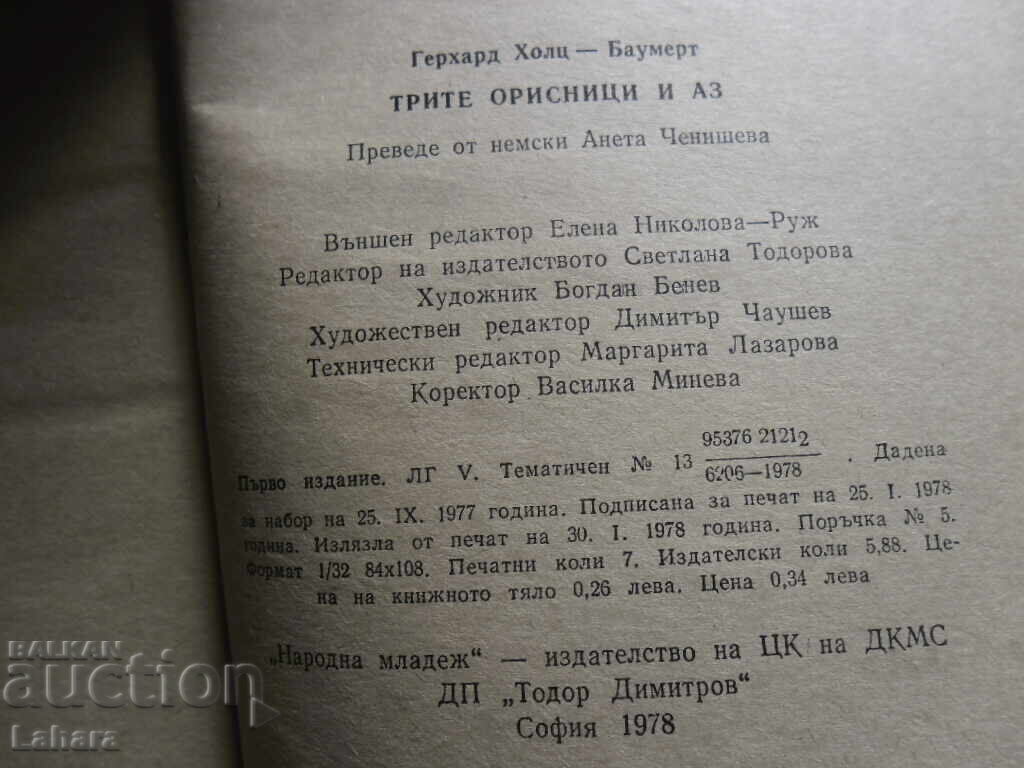 Герхард Холц — Баумерт
ТРИТЕ ОРИСНИЦИ И АЗ
Преведе от немски Анета Ченишева
Външен редактор Елена Николова—Руж
Редактор на издателството Светлана Тодорова
Художник Богдан Бенев
Художествен редактор Димитър Чаушев
Технически редактор Маргарита Лазарова
Коректор Василка Минева
95376 21212
Първо издание. ЛГ V. Тематичен № 13 . Дадена
6206—1978
за набор на 25. IX. 1977 година. Подписана за печат на 25. I. 1978
година. Излязла от печат на 30. I. 1978 година. Поръчка № 5.
Формат 1/32 84x108. Печатни коли 7. Издателски коли 5,88. Це-
на на книжното тяло 0,26 лева. Цена 0,34 лева
„Народна младеж“ — издателство на ЦК на ДКМС
ДП „Тодор Димитров“
София 1978
BALKAN
auction
Lahara